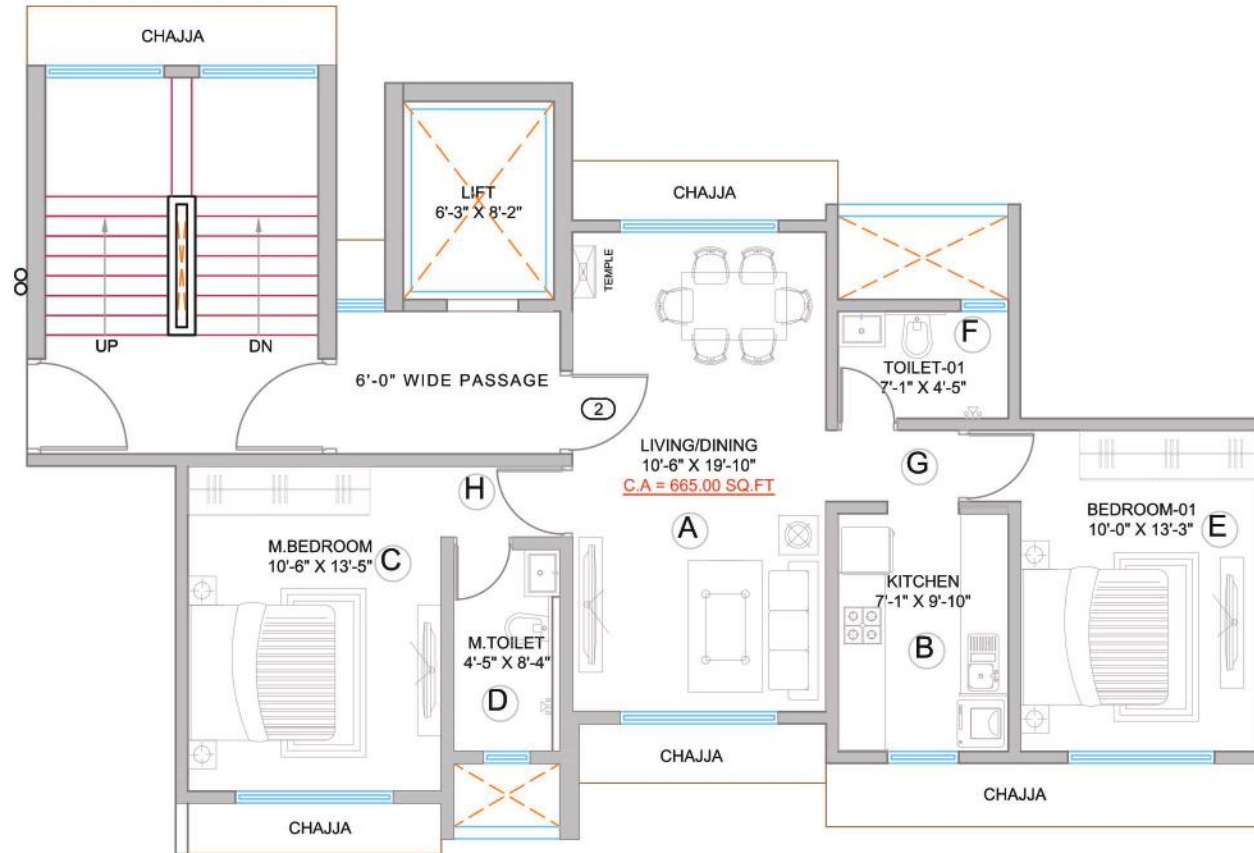 CHAJJA
LIFT
6'-3" X 8'-2"
CHAJJA
TEMPLE
UP
DN
6'-0" WIDE PASSAGE
2
F
TOILET-01
7'-1" X 4'-5"
LIVING/DINING
10'-6" X 19'-10"
C.A = 665.00 SQ.FT
G
H
A
M.BEDROOM
10'-6" X 13'-5"
C
BEDROOM-01
10'-0" X 13'-3"
E
KITCHEN
7'-1" X 9'-10"
B
M.TOILET
4'-5" X 8'-4"
D
CHAJJA
CHAJJA
CHAJJA